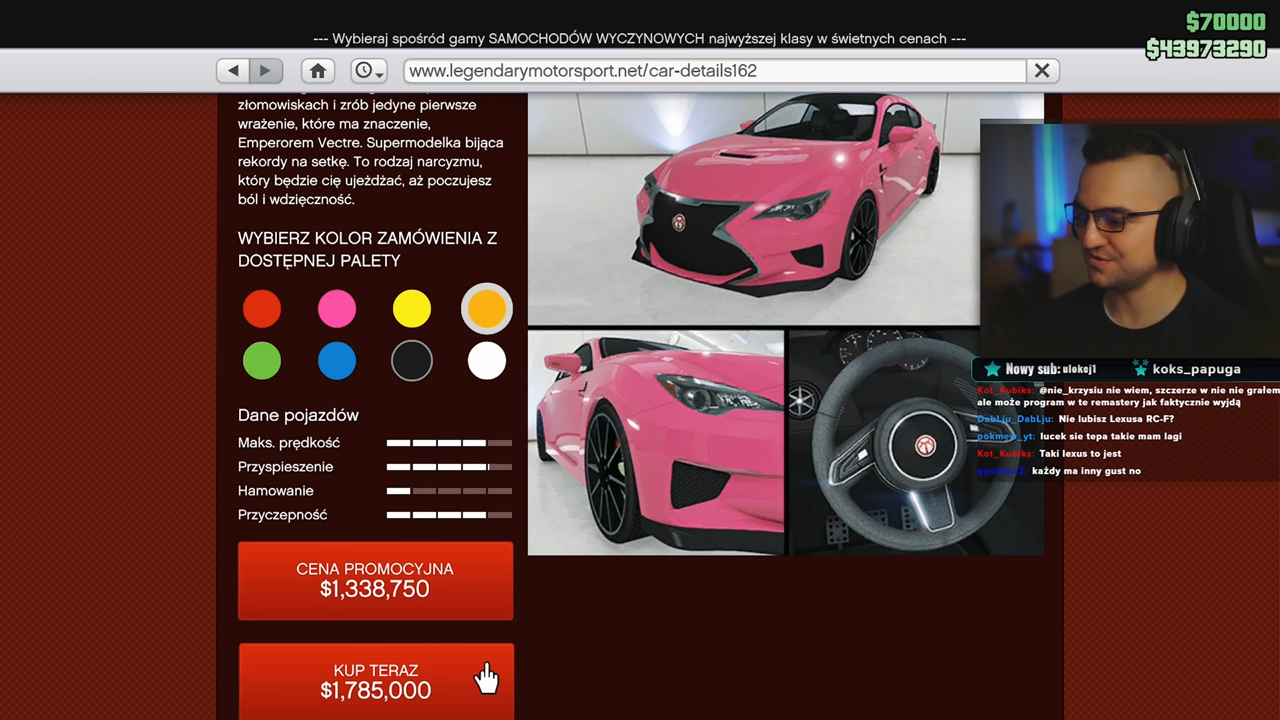 $70000
$43973290
--- Wybieraj spośród gamy SAMOCHODÓW WYCZYNOWYCH najwyższej klasy w świetnych cenach ---
www.legendarymotorsport.net/car-details162
złomowiskach i zrób jedyne pierwsze
wrażenie, które ma znaczenie,
Emperorem Vectre. Supermodelka bijąca
rekordy na setkę. To rodzaj narcyzmu,
który będzie cię ujeżdżać, aż poczujesz
ból i wdzięczność.
WYBIERZ KOLOR ZAMÓWIENIA Z
DOSTĘPNEJ PALETY
Dane pojazdów
Maks. prędkość
Przyspieszenie
Hamowanie
Przyczepność
CENA PROMOCYJNA
$1,338,750
KUP TERAZ
$1,785,000
Nowy sub: ulokej1
koks_papuga
Kot_Kubiks: @nie_krzysiu nie wiem, szczerze w nie nie grałem
ale może program w te remastery jak faktycznie wyjdą
DabLju_DabLju: Nie lubisz Lexusa RC-F?
pokmew_yt: lucek sie tepa takie mam lagi
Kot_Kubiks: Taki lexus to jest
każdy ma inny gust no